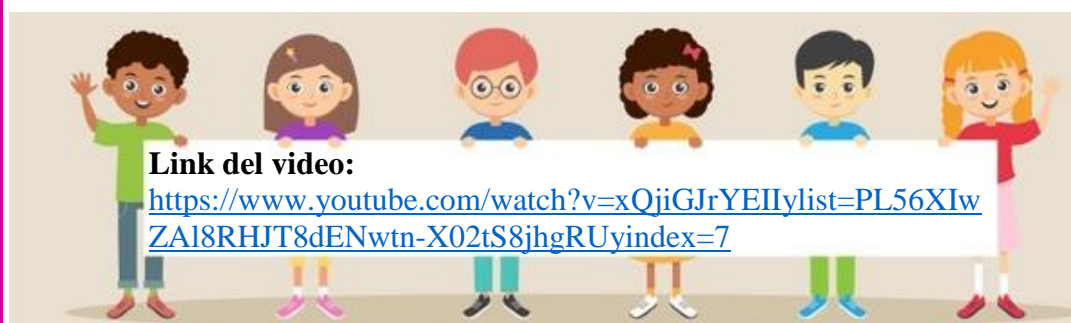 Link del video:
https://www.youtube.com/watch?v=xQjiGJrYEIIylist=PL56XIw
ZAl8RHJT8dENwtn-X02tS8jhgRUyindex=7